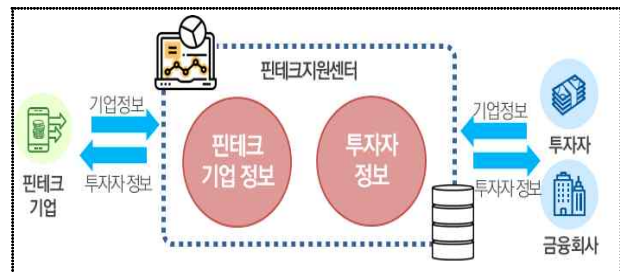 핀테크지원센터
기업정보
투자자 정보
핀테크
기업
핀테크
기업 정보
투자자
정보
기업정보
투자자 정보
투자자
금융회사